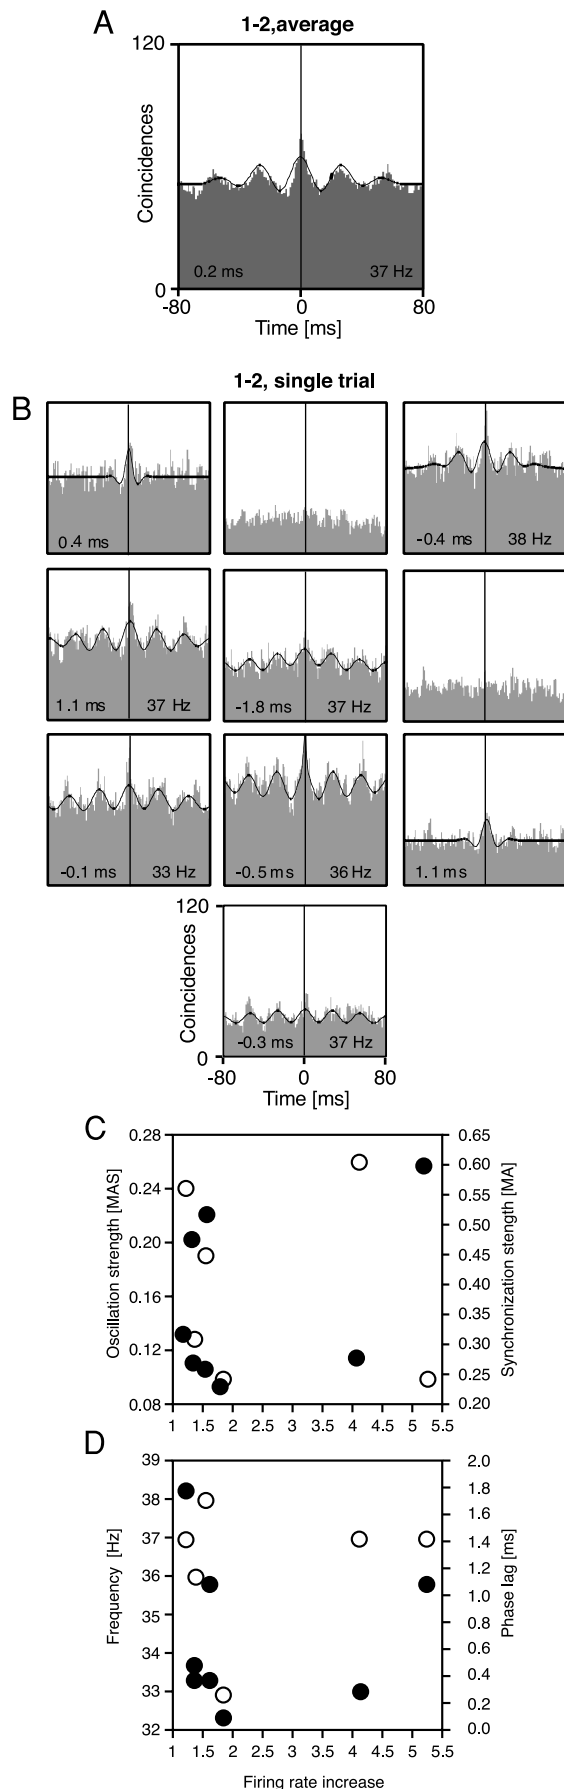 A
1-2,average
120
Coincidences
0.2 ms 37 Hz
0
-80 0 80
Time [ms]
1-2, single trial
B
0.4 ms
-0.4 ms 38 Hz
1.1 ms 37 Hz
-1.8 ms 37 Hz
-0.1 ms 33 Hz
-0.5 ms 36 Hz
1.1 ms
120
Coincidences
-0.3 ms 37 Hz
0
-80 0 80
Time [ms]
C
0.28 0.65
0.60
0.24 0.55
0.50
0.20 0.45
0.40
0.16 0.35
0.12 0.30
0.25
0.08 0.20
Oscillation strength [MAS]
Synchronization stength [MA]
1 1.5 2 2.5 3 3.5 4 4.5 5 5.5
D
39 2.0
38 1.8
1.6
37 1.4
36 1.2
1.0
35 0.8
34 0.6
33 0.4
0.2
32 0.0
Frequency [Hz]
Phase lag [ms]
1 1.5 2 2.5 3 3.5 4 4.5 5 5.5
Firing rate increase